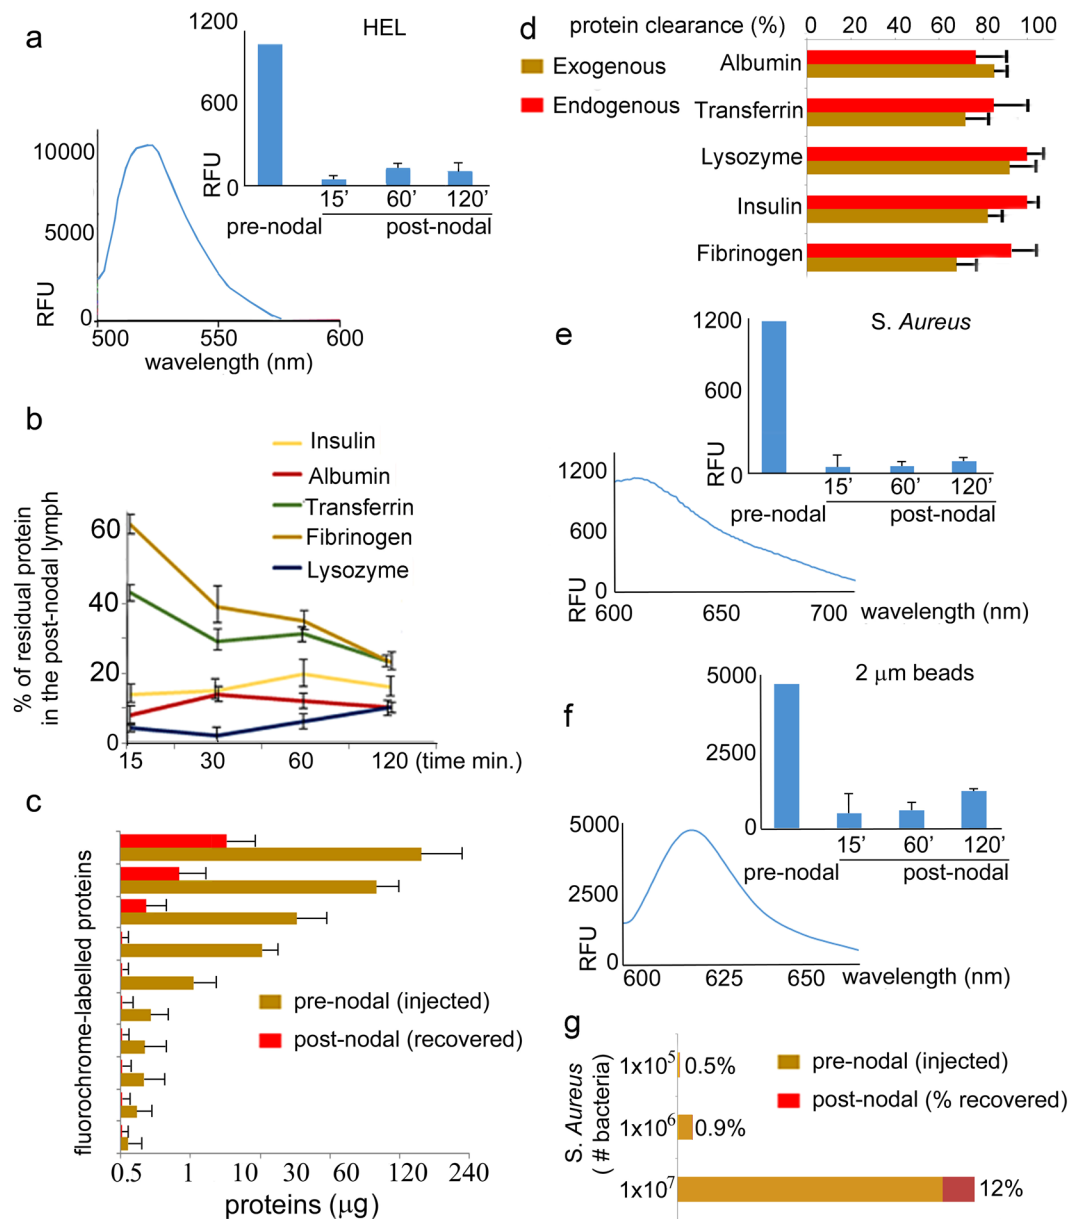 a
HEL
1200
600
0
RFU
15’ 60’ 120’
pre-nodal post-nodal
10000
5000
0
RFU
500 550 600
wavelength (nm)
b
Insulin
Albumin
Transferrin
Fibrinogen
Lysozyme
% of residual protein
in the post-nodal lymph
60
40
20
0
15 30 60 120 (time min.)
c
fluorochrome-labelled proteins
pre-nodal (injected)
post-nodal (recovered)
0.5 1 10 30 60 120 240
proteins (µg)
d
protein clearance (%)
0 20 40 60 80 100
Exogenous
Endogenous
Albumin
Transferrin
Lysozyme
Insulin
Fibrinogen
e
S. Aureus
1200
600
0
RFU
15’ 60’ 120’
pre-nodal post-nodal
1200
600
0
RFU
600 650 700 wavelength (nm)
f
2 µm beads
5000
2500
0
15’ 60’ 120’
pre-nodal post-nodal
5000
2500
0
RFU
600 625 650 wavelength (nm)
g
S. Aureus
( # bacteria)
1x10⁵ 0.5%
1x10⁶ 0.9%
1x10⁷ 12%
pre-nodal (injected)
post-nodal (% recovered)